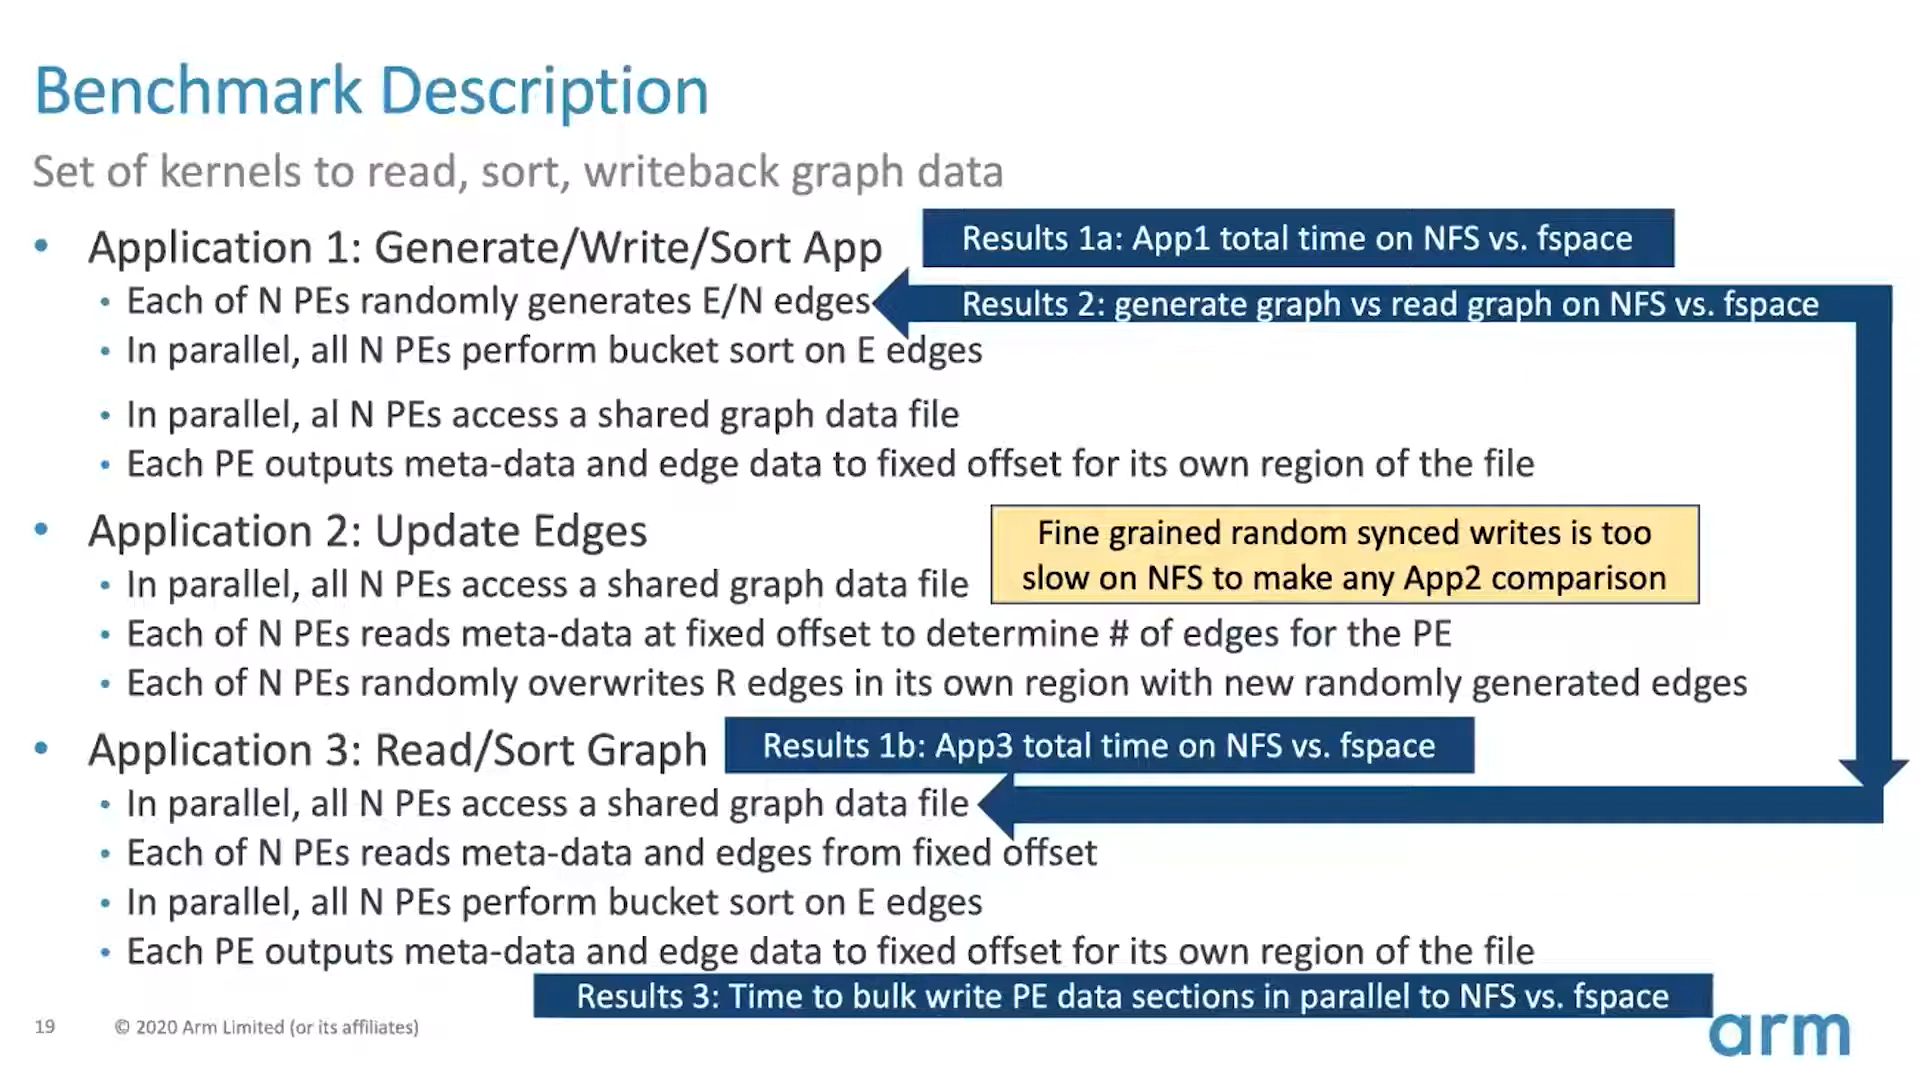 Benchmark Description
Set of kernels to read, sort, writeback graph data
• Application 1: Generate/Write/Sort App
Results 1a: App1 total time on NFS vs. fspace
• Each of N PEs randomly generates E/N edges
Results 2: generate graph vs read graph on NFS vs. fspace
• In parallel, all N PEs perform bucket sort on E edges
• In parallel, al N PEs access a shared graph data file
• Each PE outputs meta-data and edge data to fixed offset for its own region of the file
• Application 2: Update Edges
Fine grained random synced writes is too
slow on NFS to make any App2 comparison
• In parallel, all N PEs access a shared graph data file
• Each of N PEs reads meta-data at fixed offset to determine # of edges for the PE
• Each of N PEs randomly overwrites R edges in its own region with new randomly generated edges
• Application 3: Read/Sort Graph
Results 1b: App3 total time on NFS vs. fspace
• In parallel, all N PEs access a shared graph data file
• Each of N PEs reads meta-data and edges from fixed offset
• In parallel, all N PEs perform bucket sort on E edges
• Each PE outputs meta-data and edge data to fixed offset for its own region of the file
Results 3: Time to bulk write PE data sections in parallel to NFS vs. fspace
19 © 2020 Arm Limited (or its affiliates)
arm